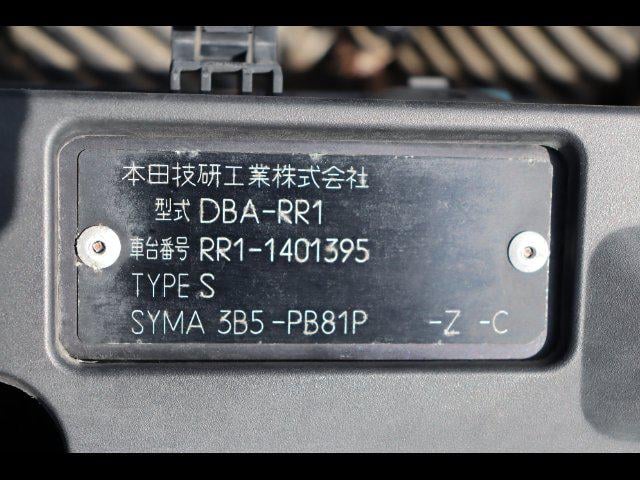 本田技研工業株式会社
型式 DBA-RR1
車台番号 RR1-1401395
TYPE S
SYMA 3B5-PB81P -Z -C